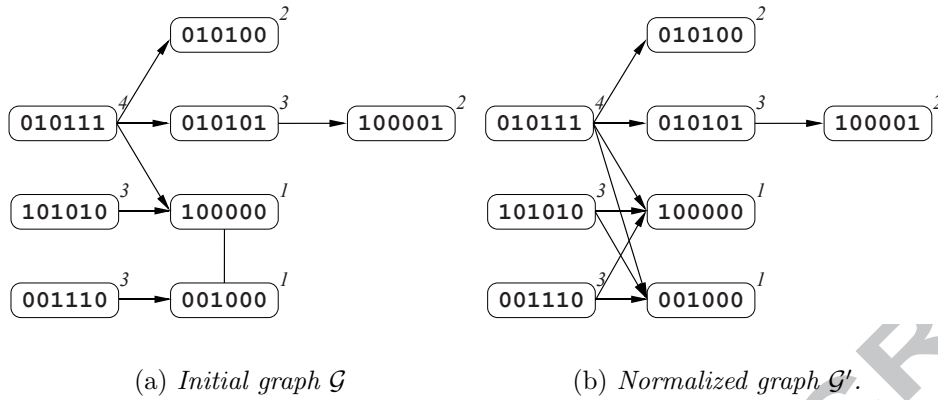 010100 2 010100 2
010111 4 010101 3 100001 2 010111 4 010101 3 100001 2
101010 3 100000 1 101010 3 100000 1
001110 3 001000 1 001110 3 001000 1
(a) Initial graph G (b) Normalized graph G'.